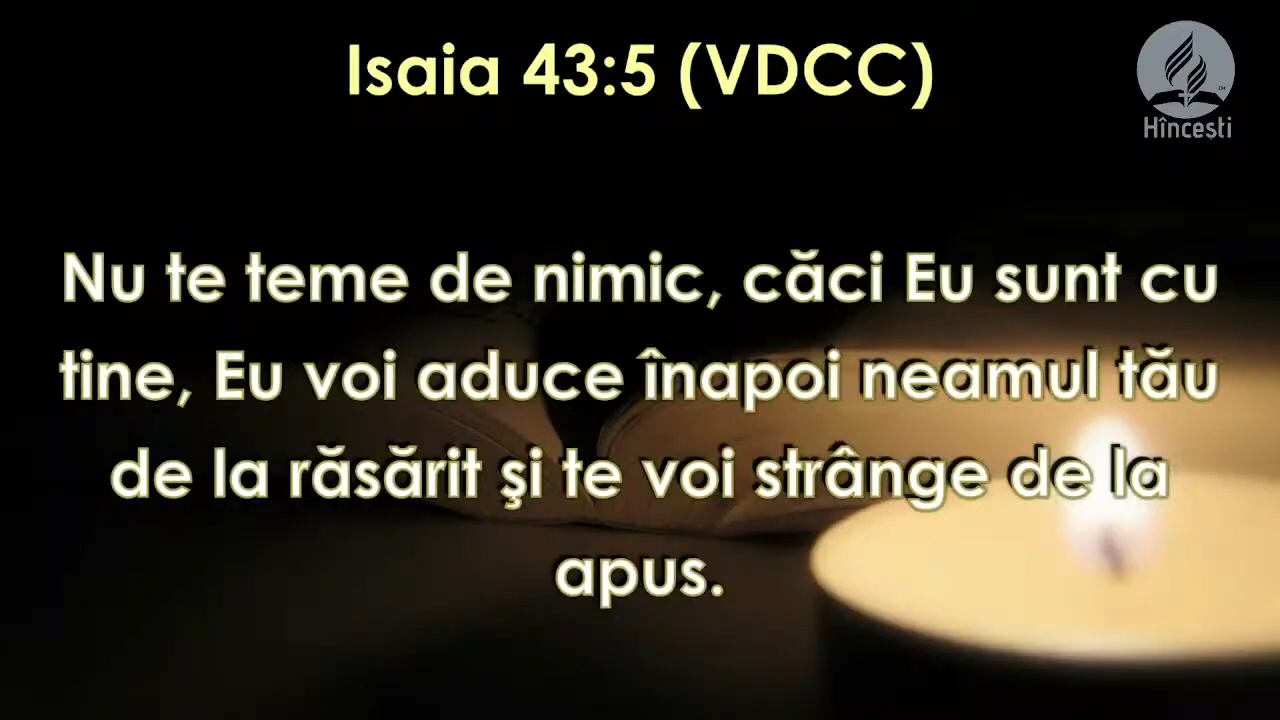 Isaia 43:5 (VDCC)
Hîncești
Nu te teme de nimic, căci Eu sunt cu
tine, Eu voi aduce înapoi neamul tău
de la răsărit şi te voi strânge de la
apus.